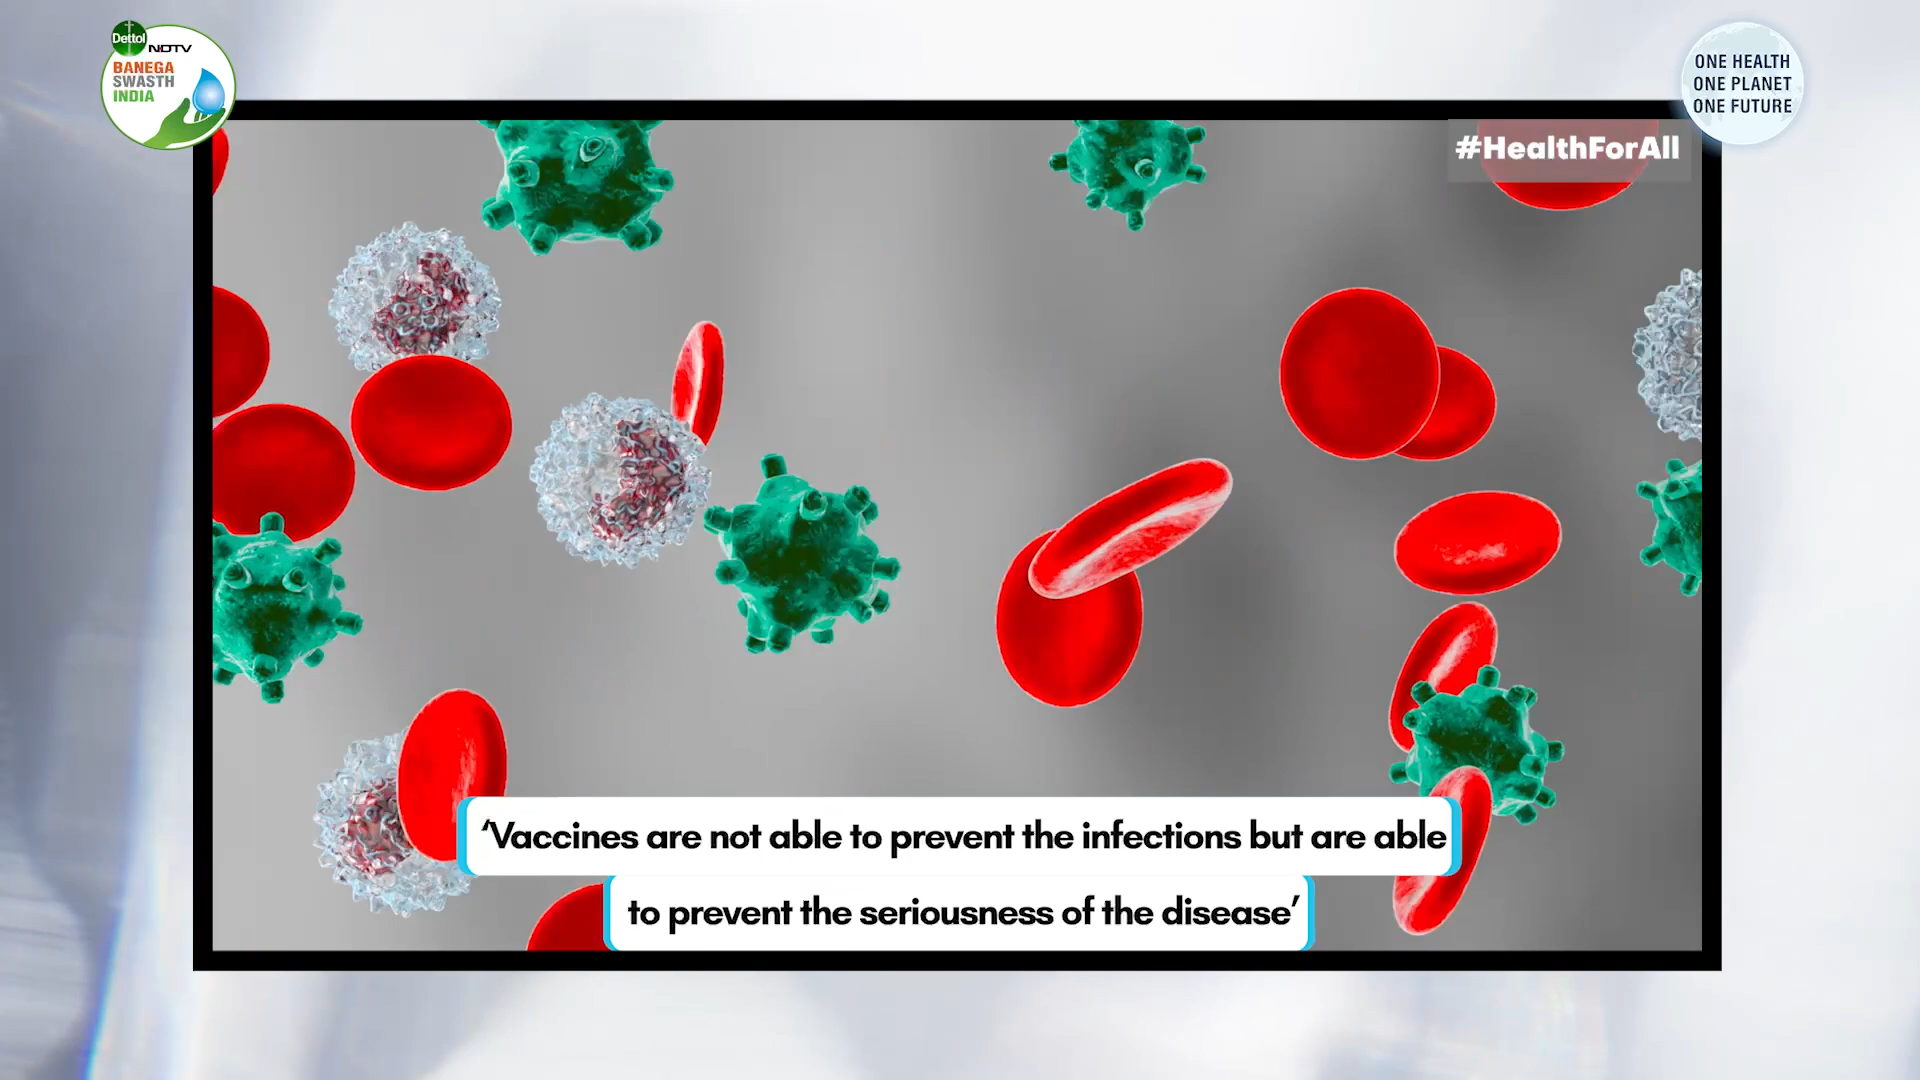 Dettol
NDTV
BANEGA
SWASTH
INDIA
ONE HEALTH
ONE PLANET
ONE FUTURE
#HealthForAll
‘Vaccines are not able to prevent the infections but are able
to prevent the seriousness of the disease’